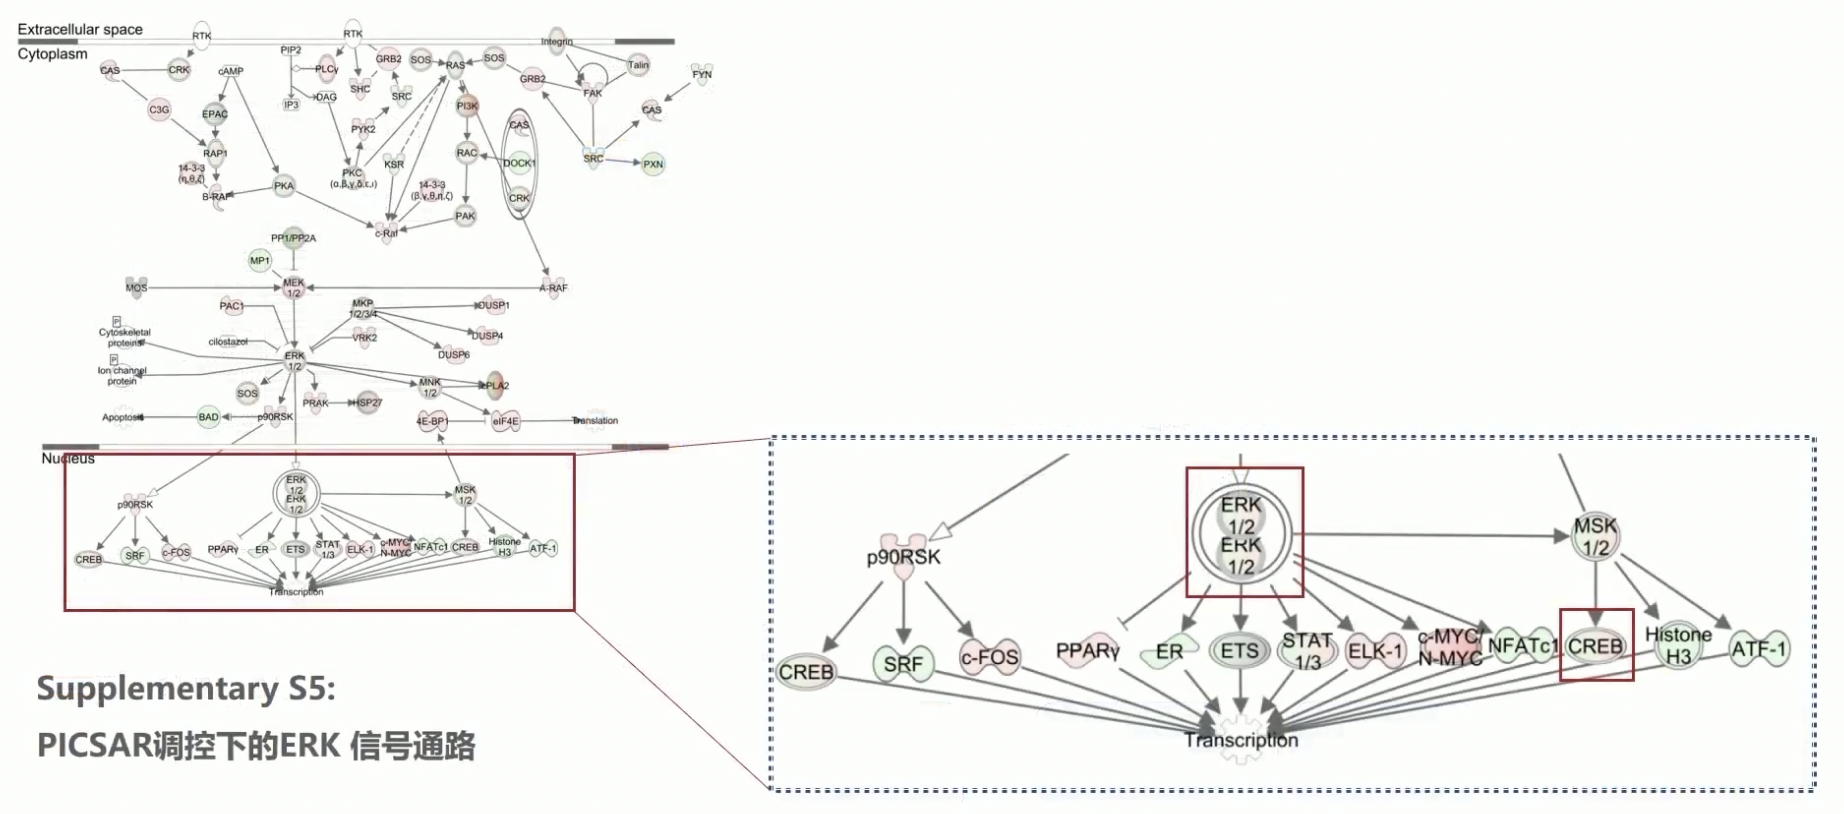 Extracellular space
Cytoplasm
RTK
RTK
Integrin
PIP2
CAS
CRK
cAMP
PLCγ
GRB2
SOS
RAS
SOS
GRB2
Talin
FYN
SHC
SRC
FAK
IP3
DAG
C3G
EPAC
PI3K
CAS
CAS
PYK2
RAP1
KSR
RAC
DOCK1
SRC
PXN
14-3-3
(η,θ,ζ)
PKC
(α,β,γ,δ,ε,ι)
B-RAF
PKA
14-3-3
(β,γ,θ,η,ζ)
CRK
PAK
c-Raf
PP1/PP2A
MP1
MOS
MEK
1/2
A-RAF
PAC1
MKP
1/2/3/4
DUSP1
P
Cytoskeletal
proteins
cilostazol
VRK2
DUSP4
DUSP6
P
Ion channel
protein
ERK
1/2
SOS
MNK
1/2
cPLA2
PRAK
HSP27
Apoptosis
BAD
p90RSK
4E-BP1
eIF4E
Translation
Nucleus
ERK
1/2
ERK
1/2
p90RSK
MSK
1/2
CREB
SRF
c-FOS
PPARγ
ER
ETS
STAT
1/3
ELK-1
c-MYC/
N-MYC
NFATc1
CREB
Histone
H3
ATF-1
Transcription
ERK
1/2
ERK
1/2
p90RSK
MSK
1/2
CREB
SRF
c-FOS
PPARγ
ER
ETS
STAT
1/3
ELK-1
c-MYC/
N-MYC
NFATc1
CREB
Histone
H3
ATF-1
Transcription
Supplementary S5:
PICSAR调控下的ERK 信号通路